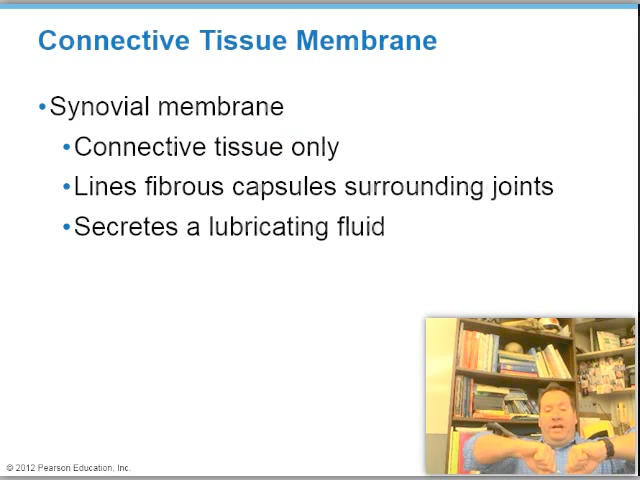 Connective Tissue Membrane
•Synovial membrane
•Connective tissue only
•Lines fibrous capsules surrounding joints
•Secretes a lubricating fluid
© 2012 Pearson Education, Inc.